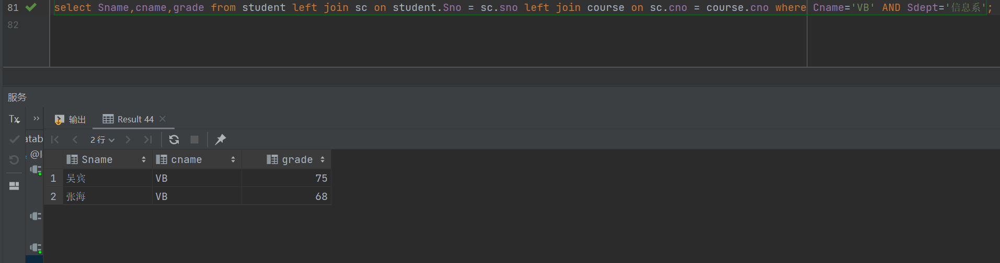 81 select Sname,cname,grade from student left join sc on student.Sno = sc.sno left join course on sc.cno = course.cno where Cname='VB' AND Sdept='信息系';
82
服务
Tx » 输出 Result 44
atab 2 行
@l
Sname cname grade
1 吴宾 VB 75
2 张海 VB 68